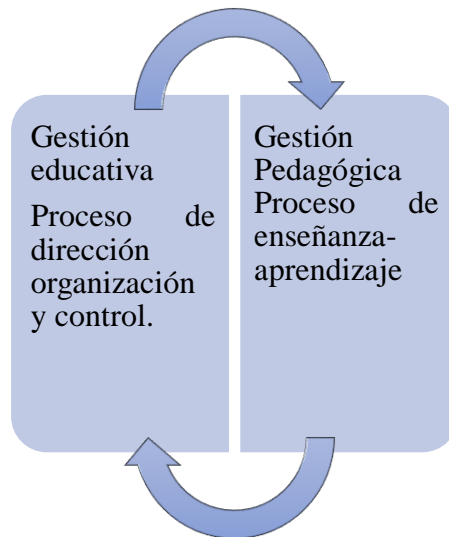 Gestión
educativa
Proceso de
dirección
organización
y control.
Gestión
Pedagógica
Proceso de
enseñanza-
aprendizaje